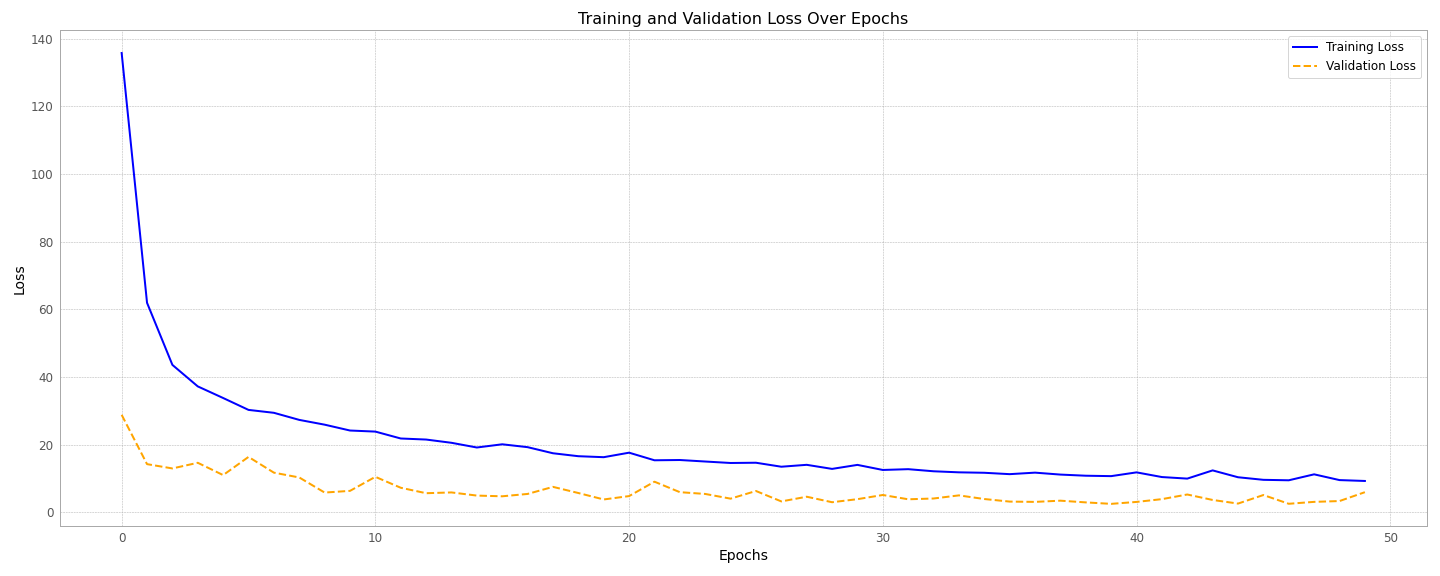 Training and Validation Loss Over Epochs
Training Loss
Validation Loss
Loss
140
120
100
80
60
40
20
0
0 10 20 30 40 50
Epochs